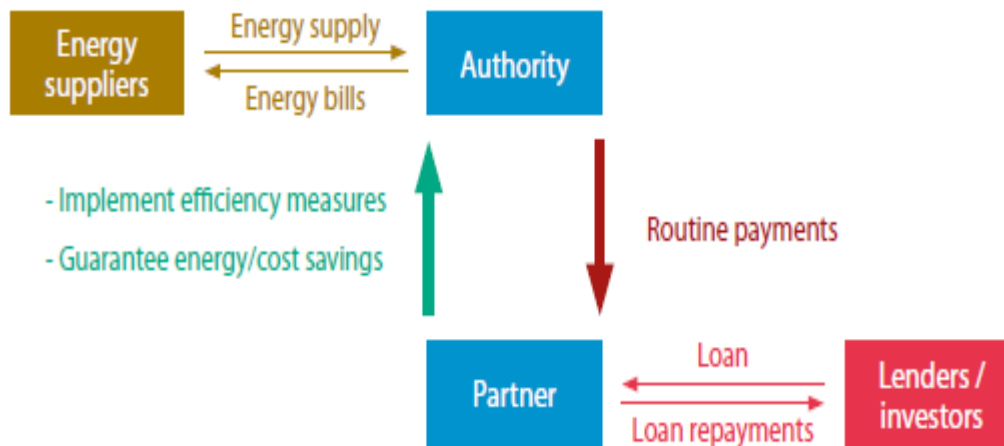 Energy
suppliers
Energy supply
Energy bills
Authority
- Implement efficiency measures
- Guarantee energy/cost savings
Routine payments
Partner
Loan
Loan repayments
Lenders /
investors